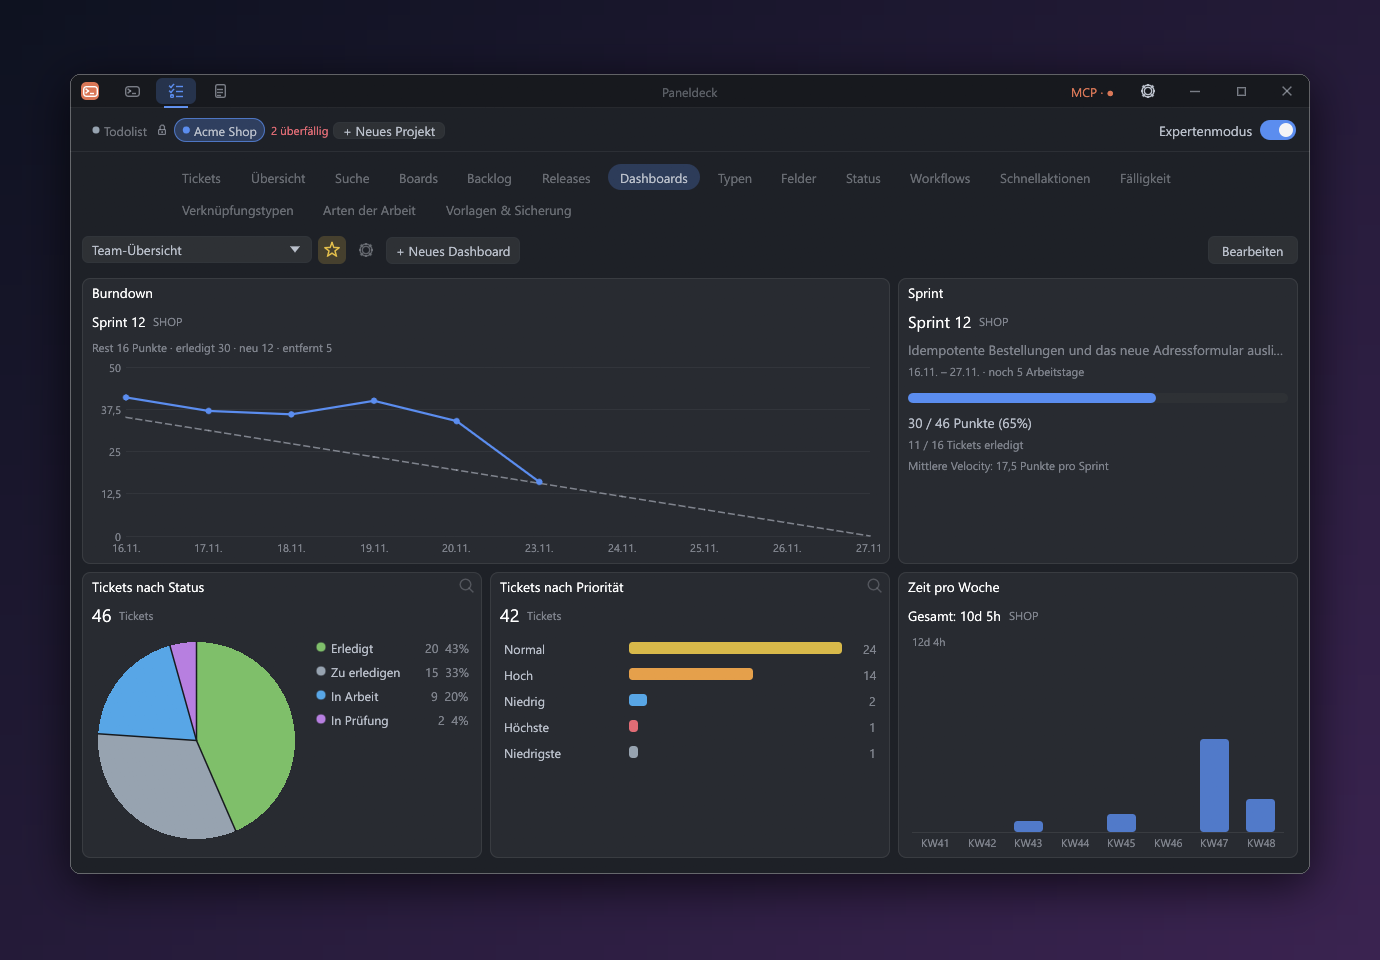 Paneldeck
MCP ·
Todolist
Acme Shop
2 überfällig
+ Neues Projekt
Expertenmodus
Tickets
Übersicht
Suche
Boards
Backlog
Releases
Dashboards
Typen
Felder
Status
Workflows
Schnellaktionen
Fälligkeit
Verknüpfungstypen
Arten der Arbeit
Vorlagen & Sicherung
Team-Übersicht
+ Neues Dashboard
Bearbeiten
Burndown
Sprint 12 SHOP
Rest 16 Punkte · erledigt 30 · neu 12 · entfernt 5
50
37,5
25
12,5
0
16.11.
17.11.
18.11.
19.11.
20.11.
23.11.
24.11.
25.11.
26.11.
27.11
Sprint
Sprint 12 SHOP
Idempotente Bestellungen und das neue Adressformular ausli...
16.11. – 27.11. · noch 5 Arbeitstage
30 / 46 Punkte (65%)
11 / 16 Tickets erledigt
Mittlere Velocity: 17,5 Punkte pro Sprint
Tickets nach Status
46 Tickets
Erledigt 20 43%
Zu erledigen 15 33%
In Arbeit 9 20%
In Prüfung 2 4%
Tickets nach Priorität
42 Tickets
Normal 24
Hoch 14
Niedrig 2
Höchste 1
Niedrigste 1
Zeit pro Woche
Gesamt: 10d 5h SHOP
12d 4h
KW41
KW42
KW43
KW44
KW45
KW46
KW47
KW48